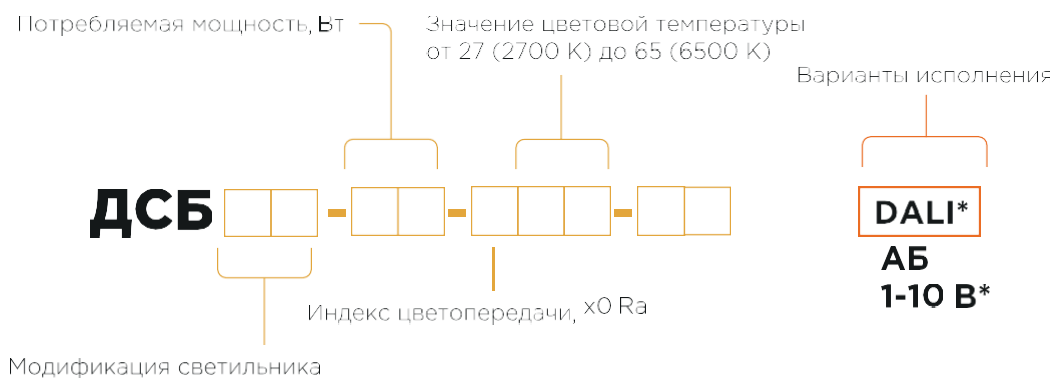 Потребляемая мощность, Вт
Значение цветовой температуры
от 27 (2700 К) до 65 (6500 К)
Варианты исполнения
ДСБ - - -
DALI*
АБ
1-10 В*
Индекс цветопередачи, x0 Ra
Модификация светильника